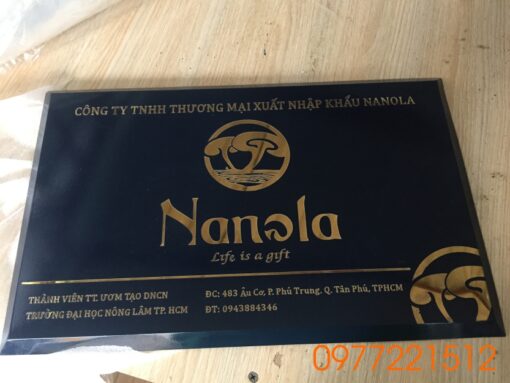 CÔNG TY TNHH THƯƠNG MẠI XUẤT NHẬP KHẨU NANOLA
Nanola
Life is a gift
THÀNH VIÊN TT. ƯƠM TẠO DNCN
TRƯỜNG ĐẠI HỌC NÔNG LÂM TP. HCM
ĐC: 483 Âu Cơ, P. Phú Trung, Q. Tân Phú, TPHCM
ĐT: 0943884346
0977221512